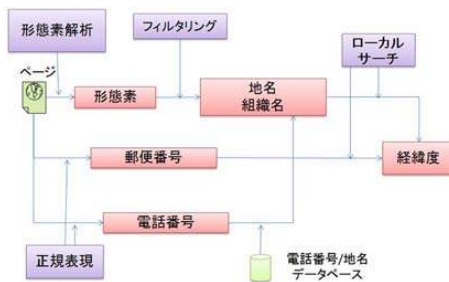 形態素解析
フィルタリング
ローカル
サーチ
ページ
形態素
地名
組織名
郵便番号
経緯度
電話番号
正規表現
電話番号/地名
データベース